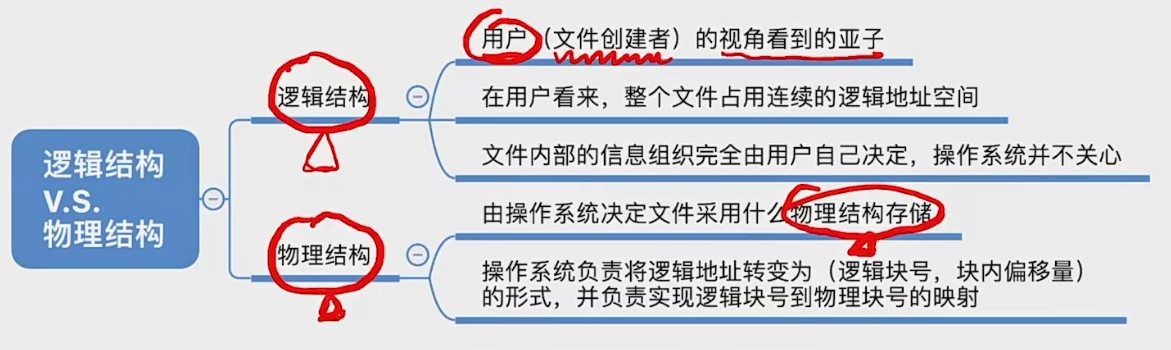 逻辑结构
V.S.
物理结构
逻辑结构
用户（文件创建者）的视角看到的亚子
在用户看来，整个文件占用连续的逻辑地址空间
文件内部的信息组织完全由用户自己决定，操作系统并不关心
物理结构
由操作系统决定文件采用什么物理结构存储
操作系统负责将逻辑地址转变为（逻辑块号，块内偏移量）
的形式，并负责实现逻辑块号到物理块号的映射